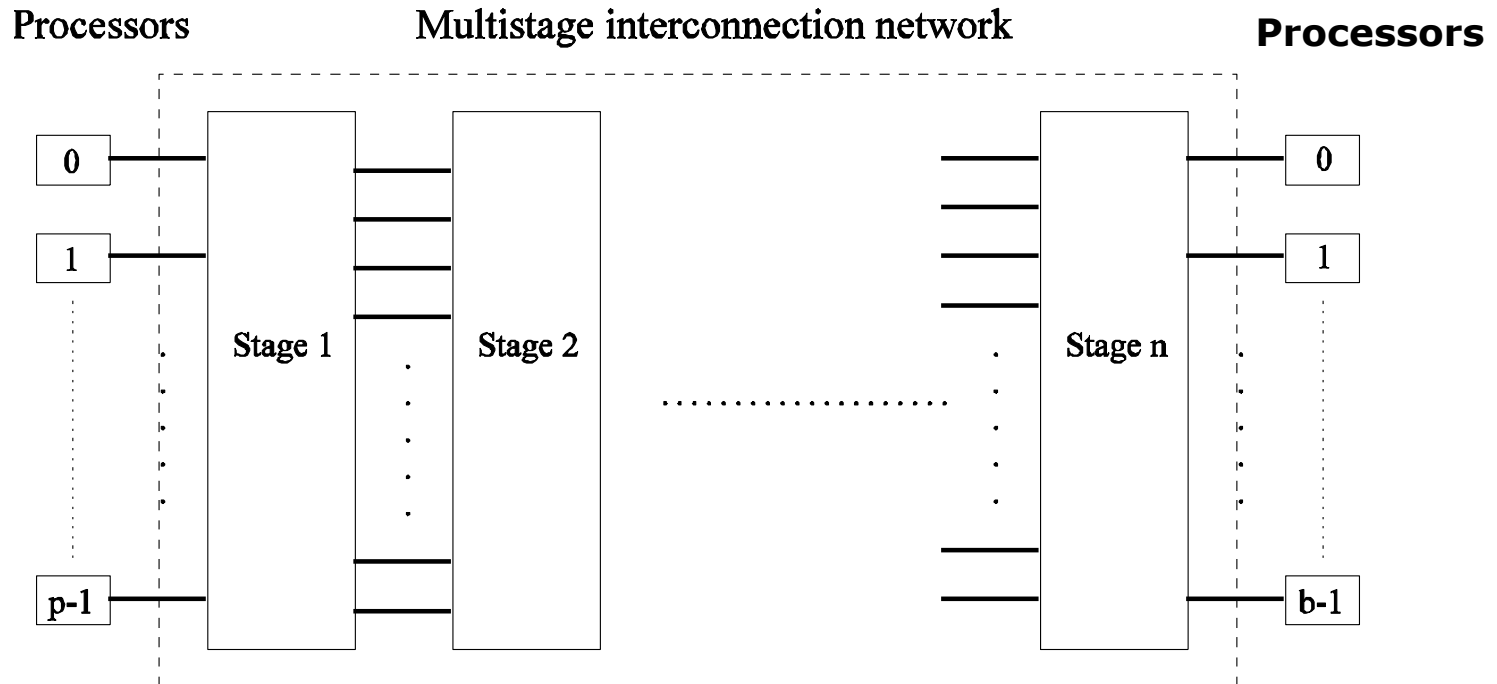 Processors
Multistage interconnection network
Processors
0
0
1
1
Stage 1
Stage 2
Stage n
p-1
b-1